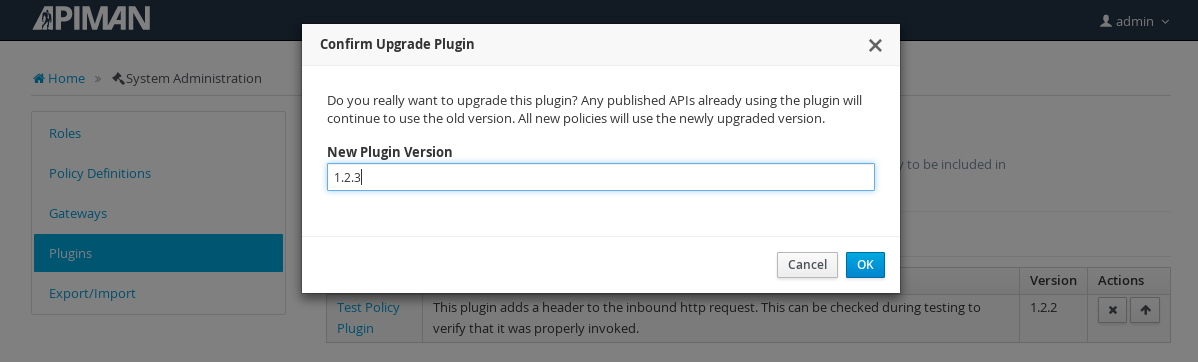 APIMAN
admin
Confirm Upgrade Plugin
Home » System Administration
Do you really want to upgrade this plugin? Any published APIs already using the plugin will
continue to use the old version. All new policies will use the newly upgraded version.
New Plugin Version
1.2.3
Cancel OK
Roles
Policy Definitions
Gateways
Plugins
Export/Import
to be included in
Version Actions
Test Policy
Plugin
This plugin adds a header to the inbound http request. This can be checked during testing to
verify that it was properly invoked.
1.2.2